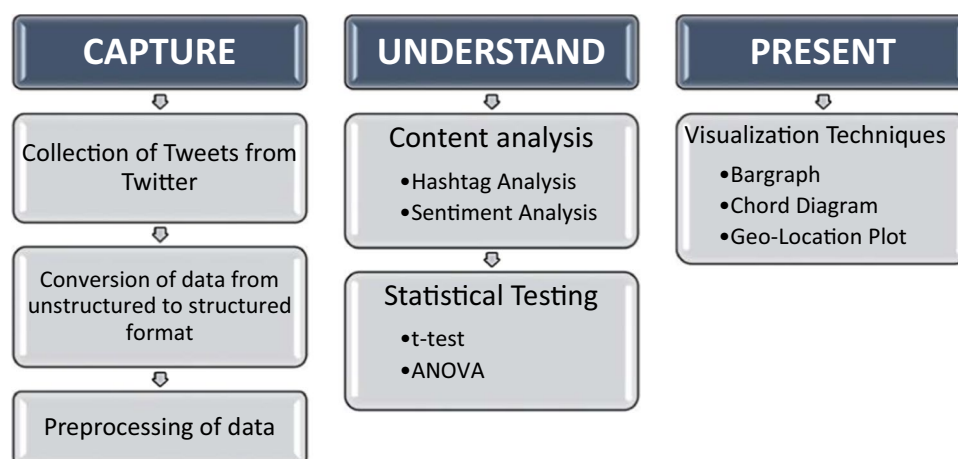 CAPTURE
Collection of Tweets from
Twitter
Conversion of data from
unstructured to structured
format
Preprocessing of data
UNDERSTAND
Content analysis
•Hashtag Analysis
•Sentiment Analysis
Statistical Testing
•t-test
•ANOVA
PRESENT
Visualization Techniques
•Bargraph
•Chord Diagram
•Geo-Location Plot